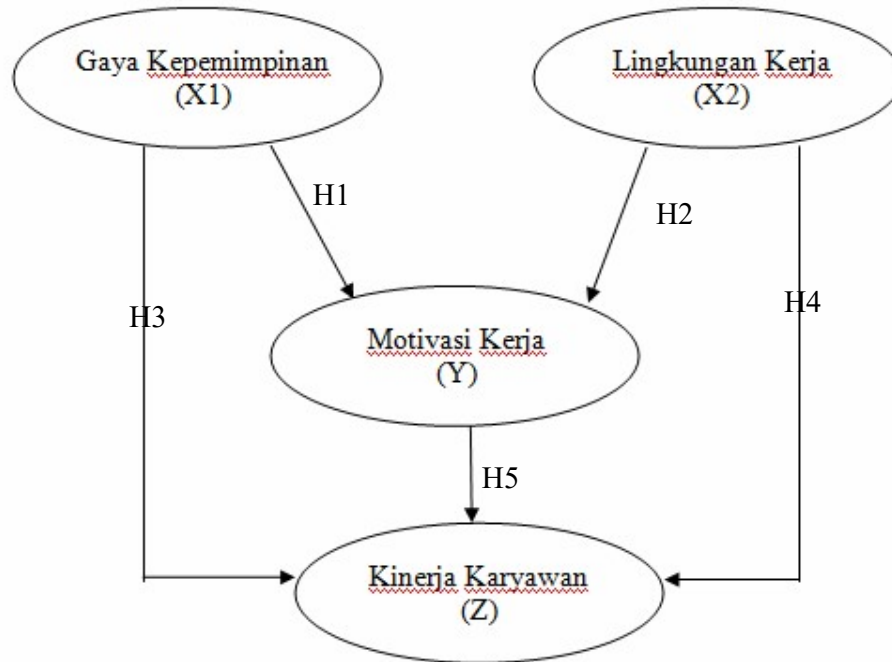 Gaya Kepemimpinan
(X1)
Lingkungan Kerja
(X2)
H1
H2
H3
H4
Motivasi Kerja
(Y)
H5
Kinerja Karyawan
(Z)